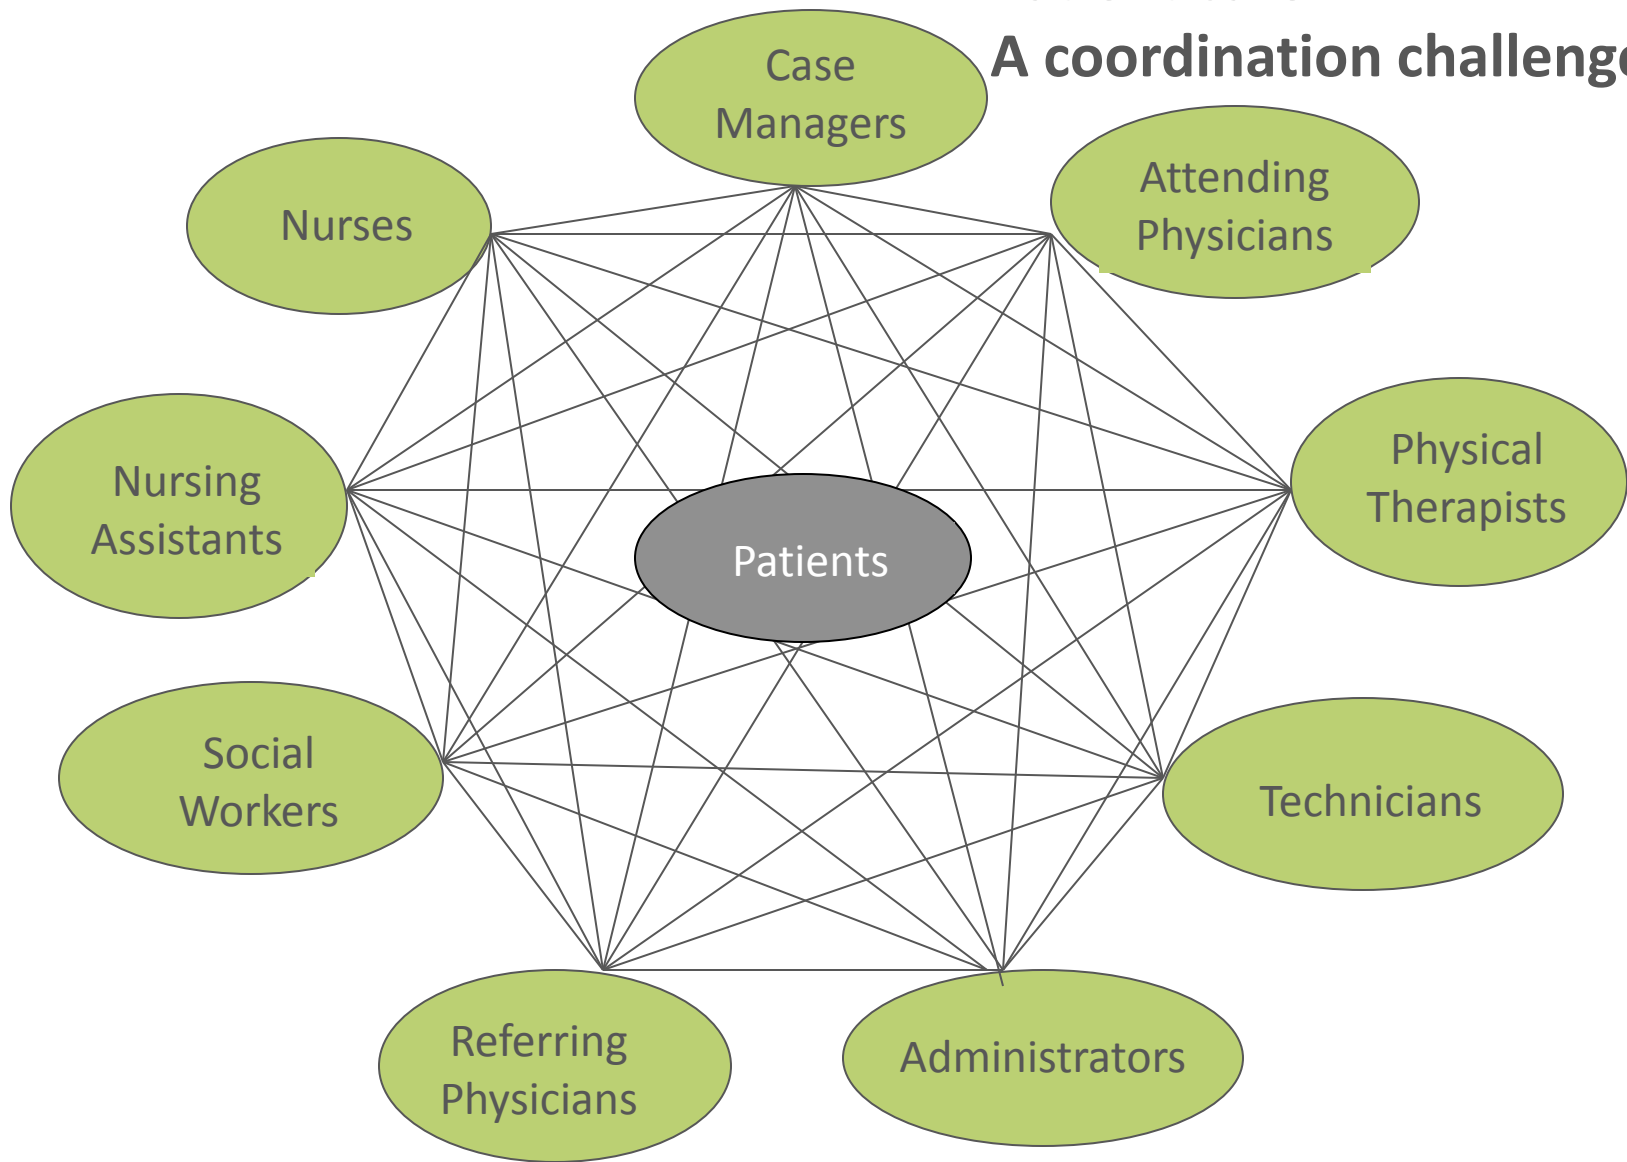 A coordination challenge
Case
Managers
Attending
Physicians
Nurses
Physical
Therapists
Nursing
Assistants
Patients
Social
Workers
Technicians
Referring
Physicians
Administrators